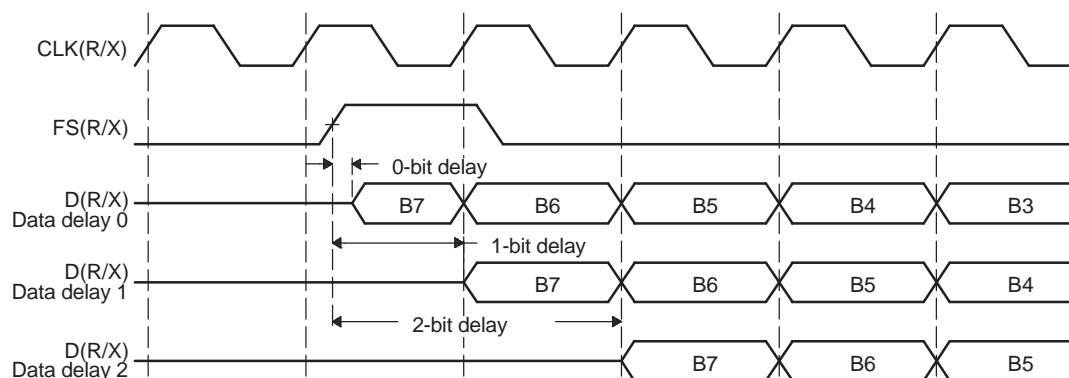 CLK(R/X)
FS(R/X)
0-bit delay
D(R/X)
Data delay 0
B7 B6 B5 B4 B3
1-bit delay
D(R/X)
Data delay 1
B7 B6 B5 B4
2-bit delay
D(R/X)
Data delay 2
B7 B6 B5